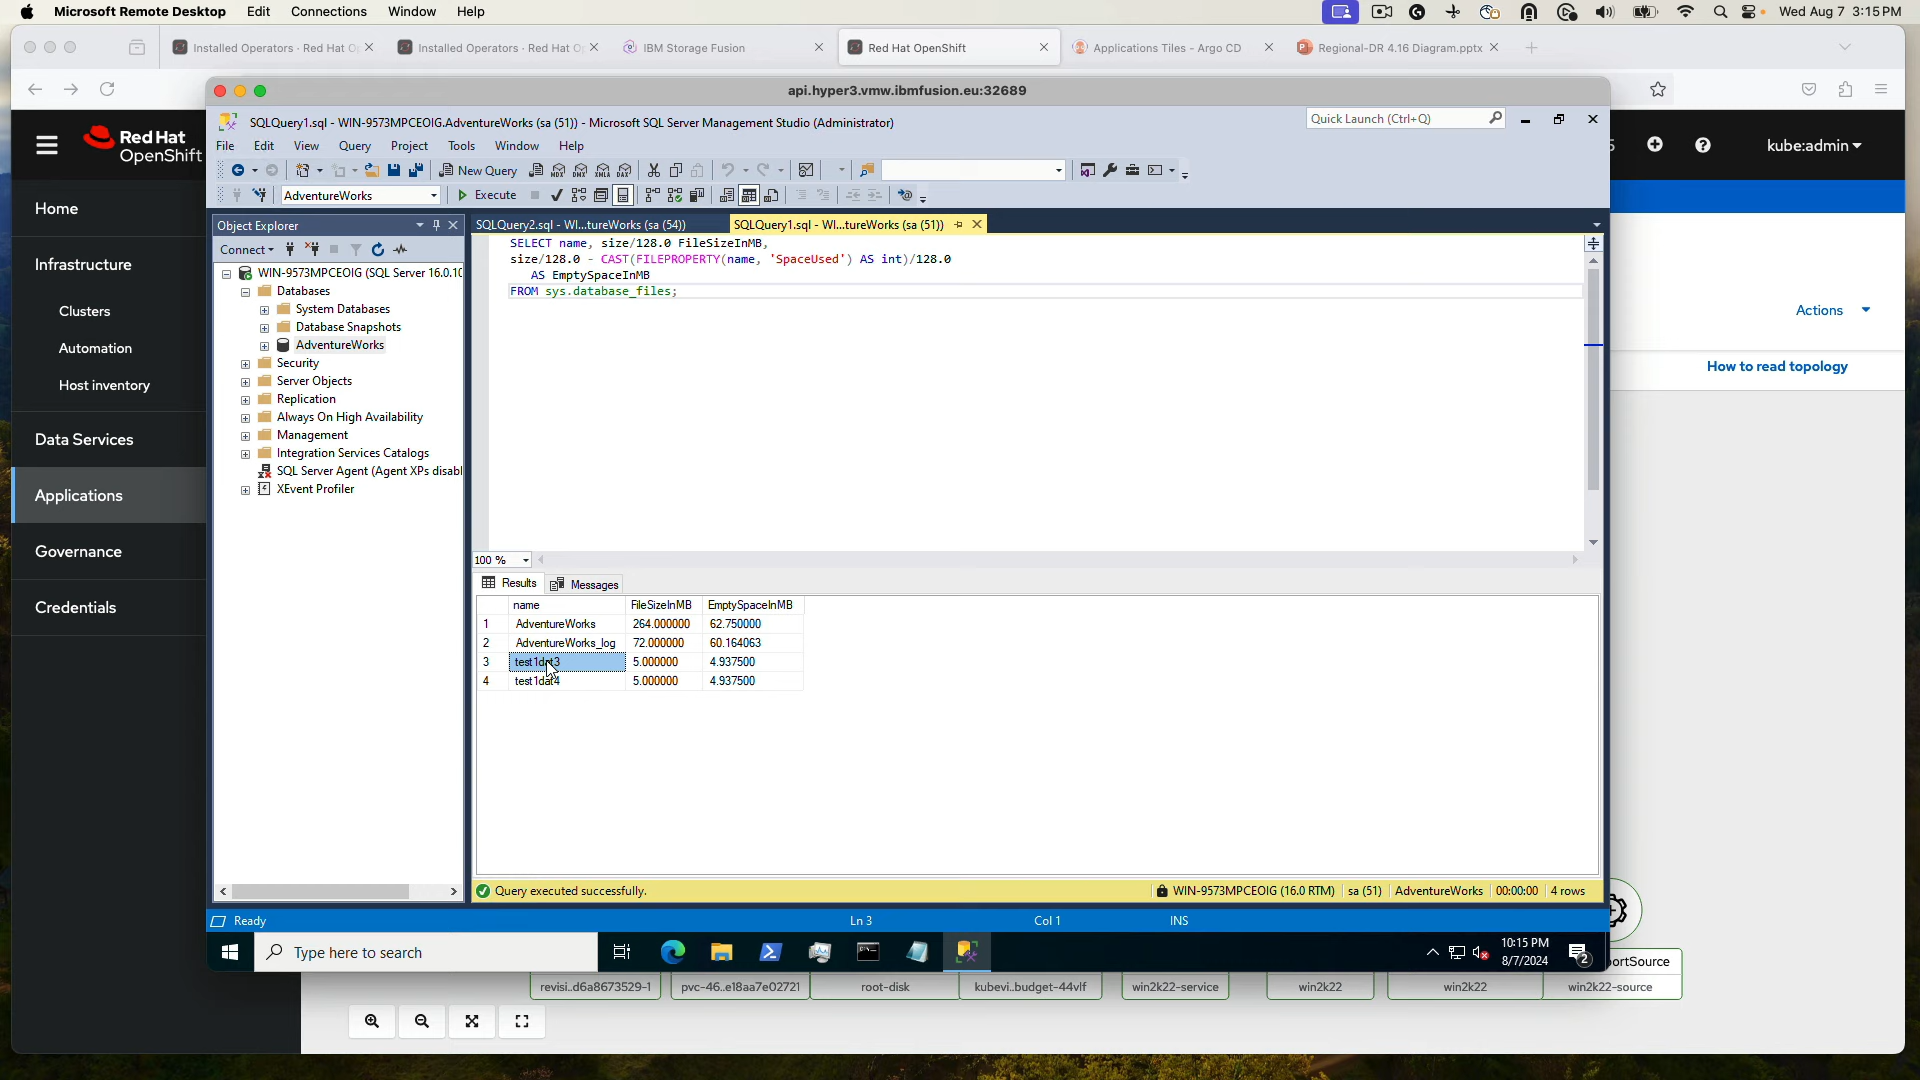 Microsoft Remote Desktop Edit Connections Window Help Wed Aug 7 3:15 PM
Installed Operators · Red Hat O
Installed Operators · Red Hat O
IBM Storage Fusion
Red Hat OpenShift
Applications Tiles - Argo CD
Regional-DR 4.16 Diagram.pptx
api.hyper3.vmw.ibmfusion.eu:32689
Red Hat
OpenShift
SQLQuery1.sql - WIN-9573MPCEOIG.AdventureWorks (sa (51)) - Microsoft SQL Server Management Studio (Administrator)
Quick Launch (Ctrl+Q)
File Edit View Query Project Tools Window Help
5
kube:admin
New Query
AdventureWorks
Execute
Home
Infrastructure
Clusters
Automation
Host inventory
Data Services
Applications
Governance
Credentials
Object Explorer
Connect
WIN-9573MPCEOIG (SQL Server 16.0.10
Databases
System Databases
Database Snapshots
AdventureWorks
Security
Server Objects
Replication
Always On High Availability
Management
Integration Services Catalogs
SQL Server Agent (Agent XPs disabl
XEvent Profiler
SQLQuery2.sql - WI...tureWorks (sa (54))
SQLQuery1.sql - WI...tureWorks (sa (51))
SELECT name, size/128.0 FileSizeInMB,
size/128.0 - CAST(FILEPROPERTY(name, 'SpaceUsed') AS int)/128.0
AS EmptySpaceInMB
FROM sys.database_files;
Actions
How to read topology
100 %
Results
Messages
name FileSizeInMB EmptySpaceInMB
1 AdventureWorks 264.000000 62.750000
2 AdventureWorks_log 72.000000 60.164063
3 test1dat3 5.000000 4.937500
4 test1dat4 5.000000 4.937500
Query executed successfully.
WIN-9573MPCEOIG (16.0 RTM) sa (51) AdventureWorks 00:00:00 4 rows
Ready Ln 3 Col 1 INS
Type here to search
10:15 PM
8/7/2024
2
ortSource
revisi..d6a8673529-1
pvc-46..e18aa7e02721
root-disk
kubevi..budget-44vlf
win2k22-service
win2k22
win2k22
win2k22-source